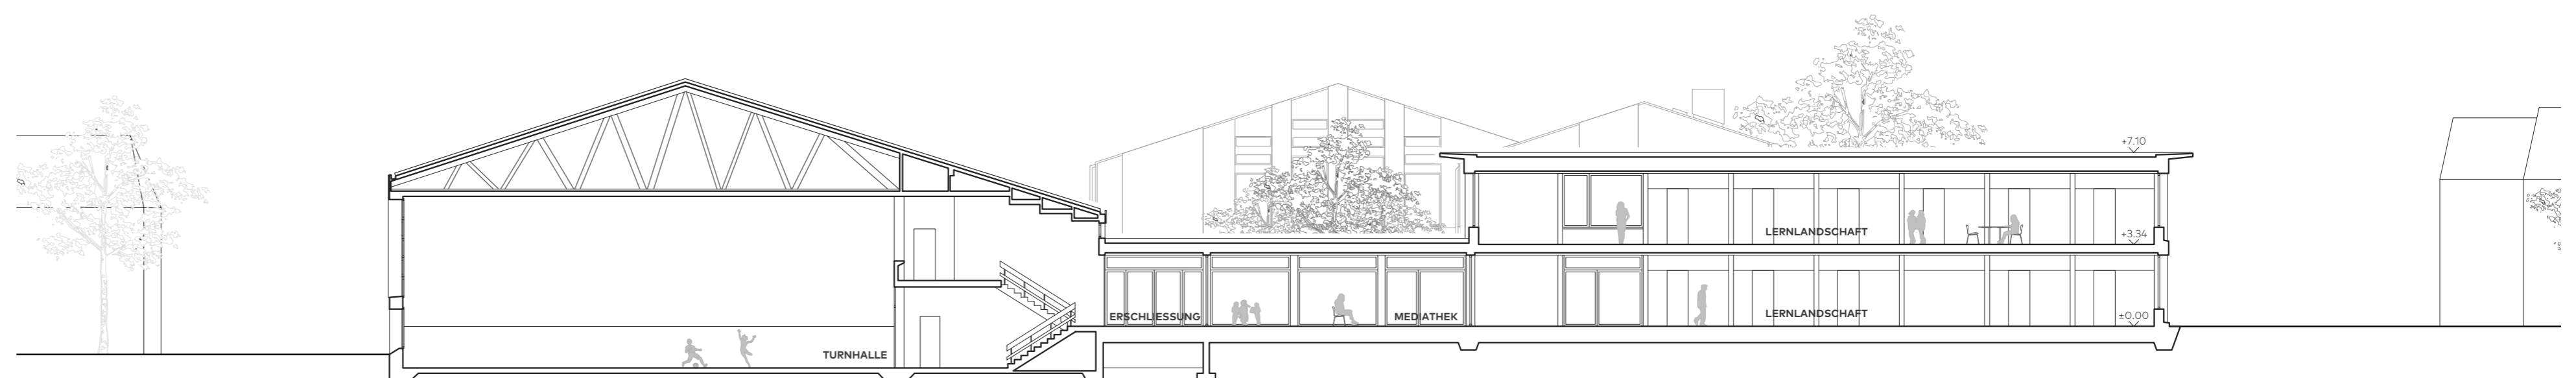 +7.10
LERNLANDSCHAFT
+3.34
ERSCHLIESSUNG
MEDIATHEK
LERNLANDSCHAFT
±0.00
TURNHALLE